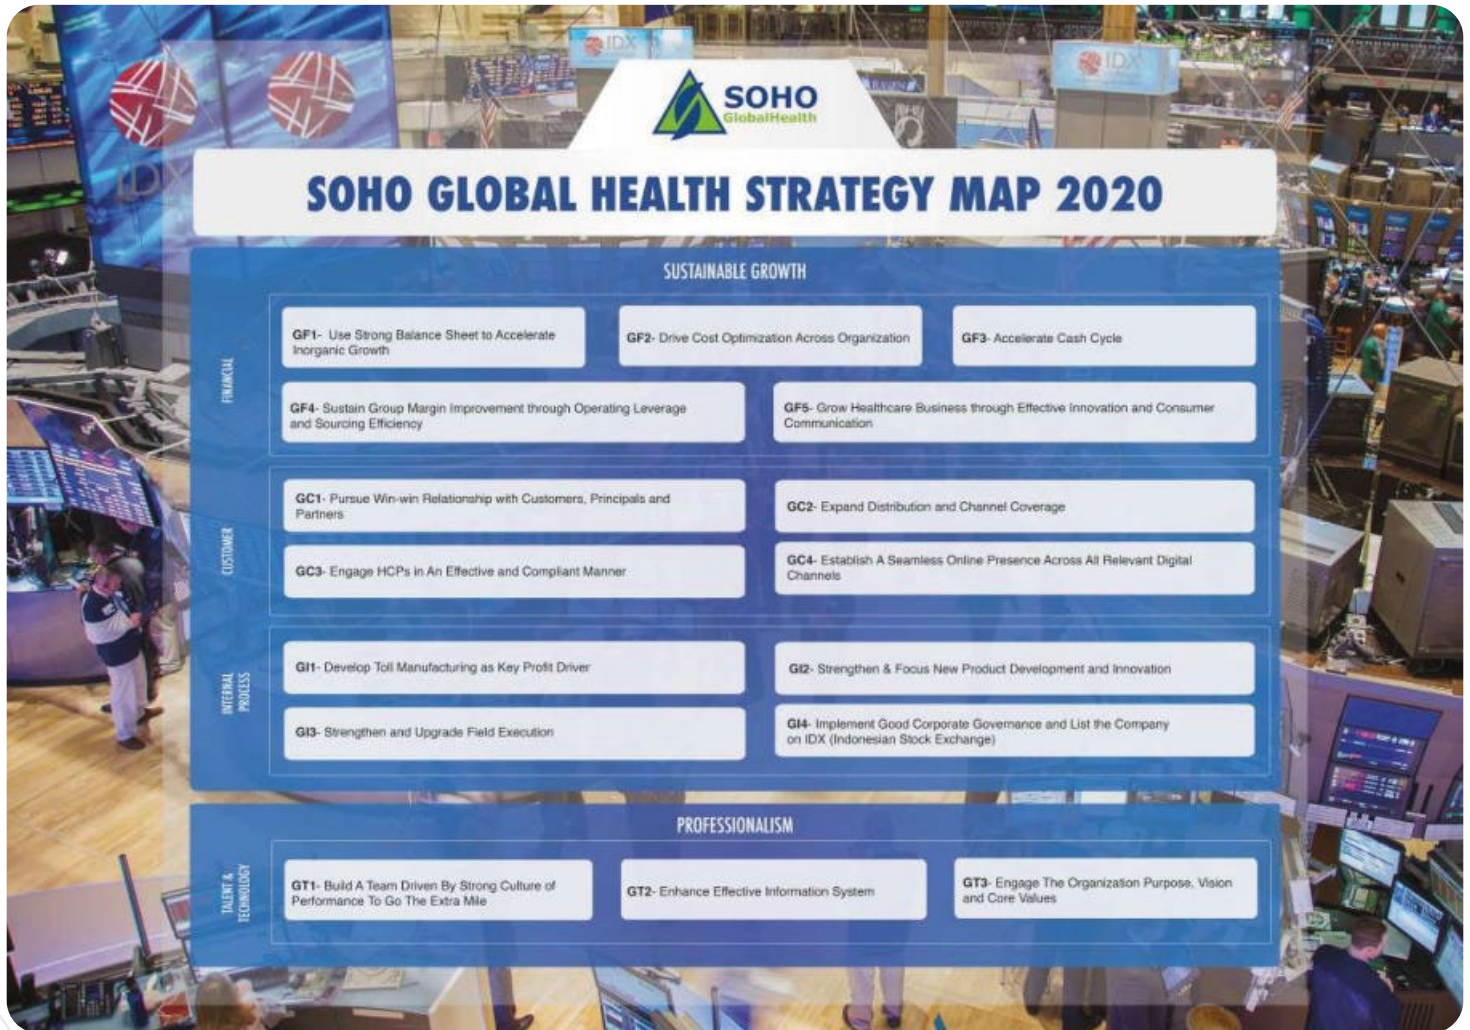 IDX
IDX
IDX
SOHO
GlobalHealth
SOHO GLOBAL HEALTH STRATEGY MAP 2020
SUSTAINABLE GROWTH
FINANCIAL
GF1- Use Strong Balance Sheet to Accelerate
Inorganic Growth
GF2- Drive Cost Optimization Across Organization
GF3- Accelerate Cash Cycle
GF4- Sustain Group Margin Improvement through Operating Leverage
and Sourcing Efficiency
GF5- Grow Healthcare Business through Effective Innovation and Consumer
Communication
CUSTOMER
GC1- Pursue Win-win Relationship with Customers, Principals and
Partners
GC2- Expand Distribution and Channel Coverage
GC3- Engage HCPs in An Effective and Compliant Manner
GC4- Establish A Seamless Online Presence Across All Relevant Digital
Channels
INTERNAL
PROCESS
GI1- Develop Toll Manufacturing as Key Profit Driver
GI2- Strengthen & Focus New Product Development and Innovation
GI3- Strengthen and Upgrade Field Execution
GI4- Implement Good Corporate Governance and List the Company
on IDX (Indonesian Stock Exchange)
PROFESSIONALISM
TALENT &
TECHNOLOGY
GT1- Build A Team Driven By Strong Culture of
Performance To Go The Extra Mile
GT2- Enhance Effective Information System
GT3- Engage The Organization Purpose, Vision
and Core Values